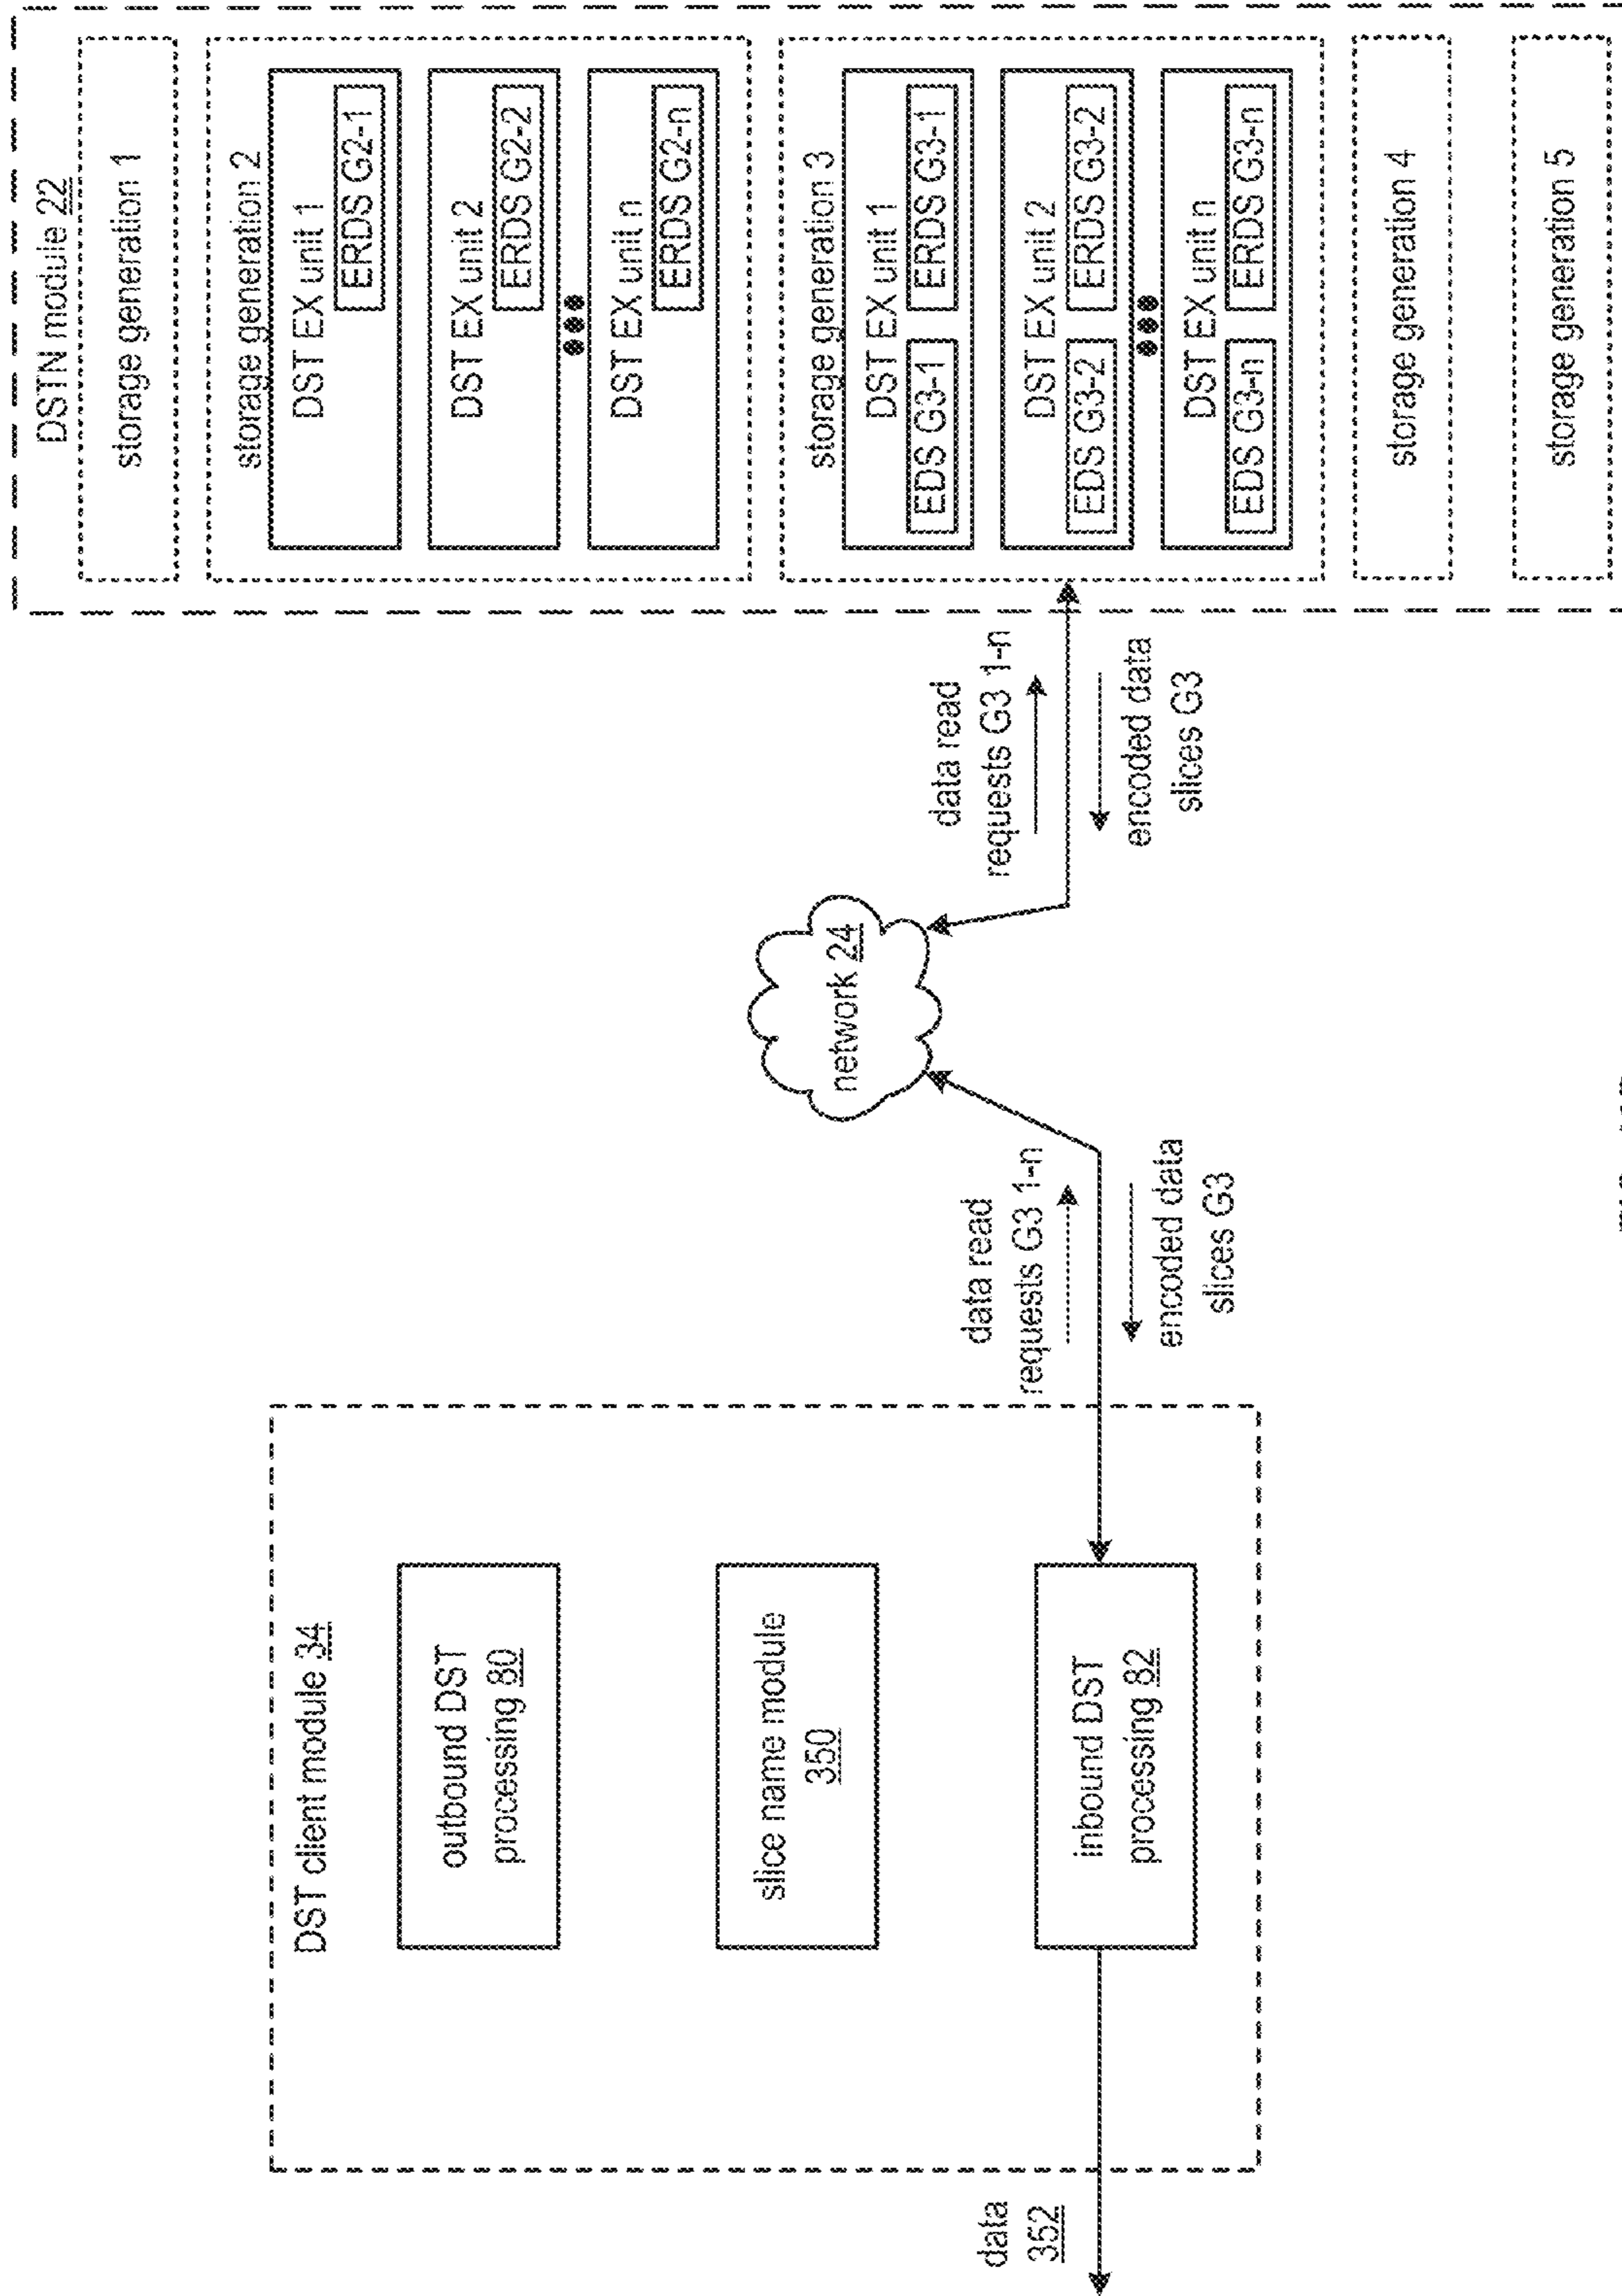 DSTN module 22
storage generation 1
storage generation 2
DST EX unit 1
ERDS G2-1
DST EX unit 2
ERDS G2-2
DST EX unit n
ERDS G2-n
storage generation 3
DST EX unit 1
EDS G3-1
ERDS G3-1
DST EX unit 2
EDS G3-2
ERDS G3-2
DST EX unit n
EDS G3-n
ERDS G3-n
storage generation 4
storage generation 5
data read
requests G3 1-n
encoded data
slices G3
network 24
data read
requests G3 1-n
encoded data
slices G3
DST client module 34
outbound DST
processing 80
slice name module
350
inbound DST
processing 82
data
352